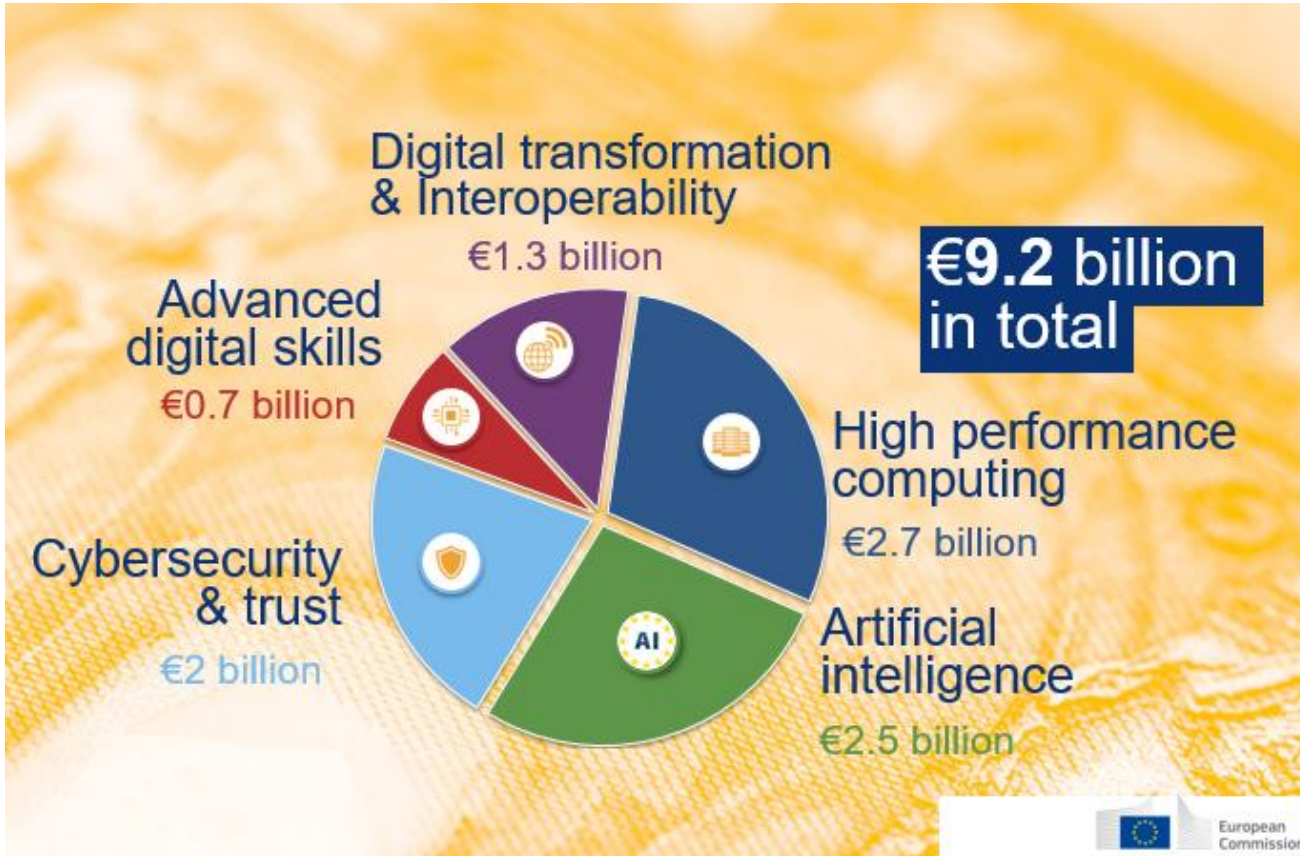 Digital transformation
& Interoperability
€1.3 billion
€9.2 billion
in total
Advanced
digital skills
€0.7 billion
High performance
computing
€2.7 billion
Cybersecurity
& trust
€2 billion
AI
Artificial
intelligence
€2.5 billion
European
Commission